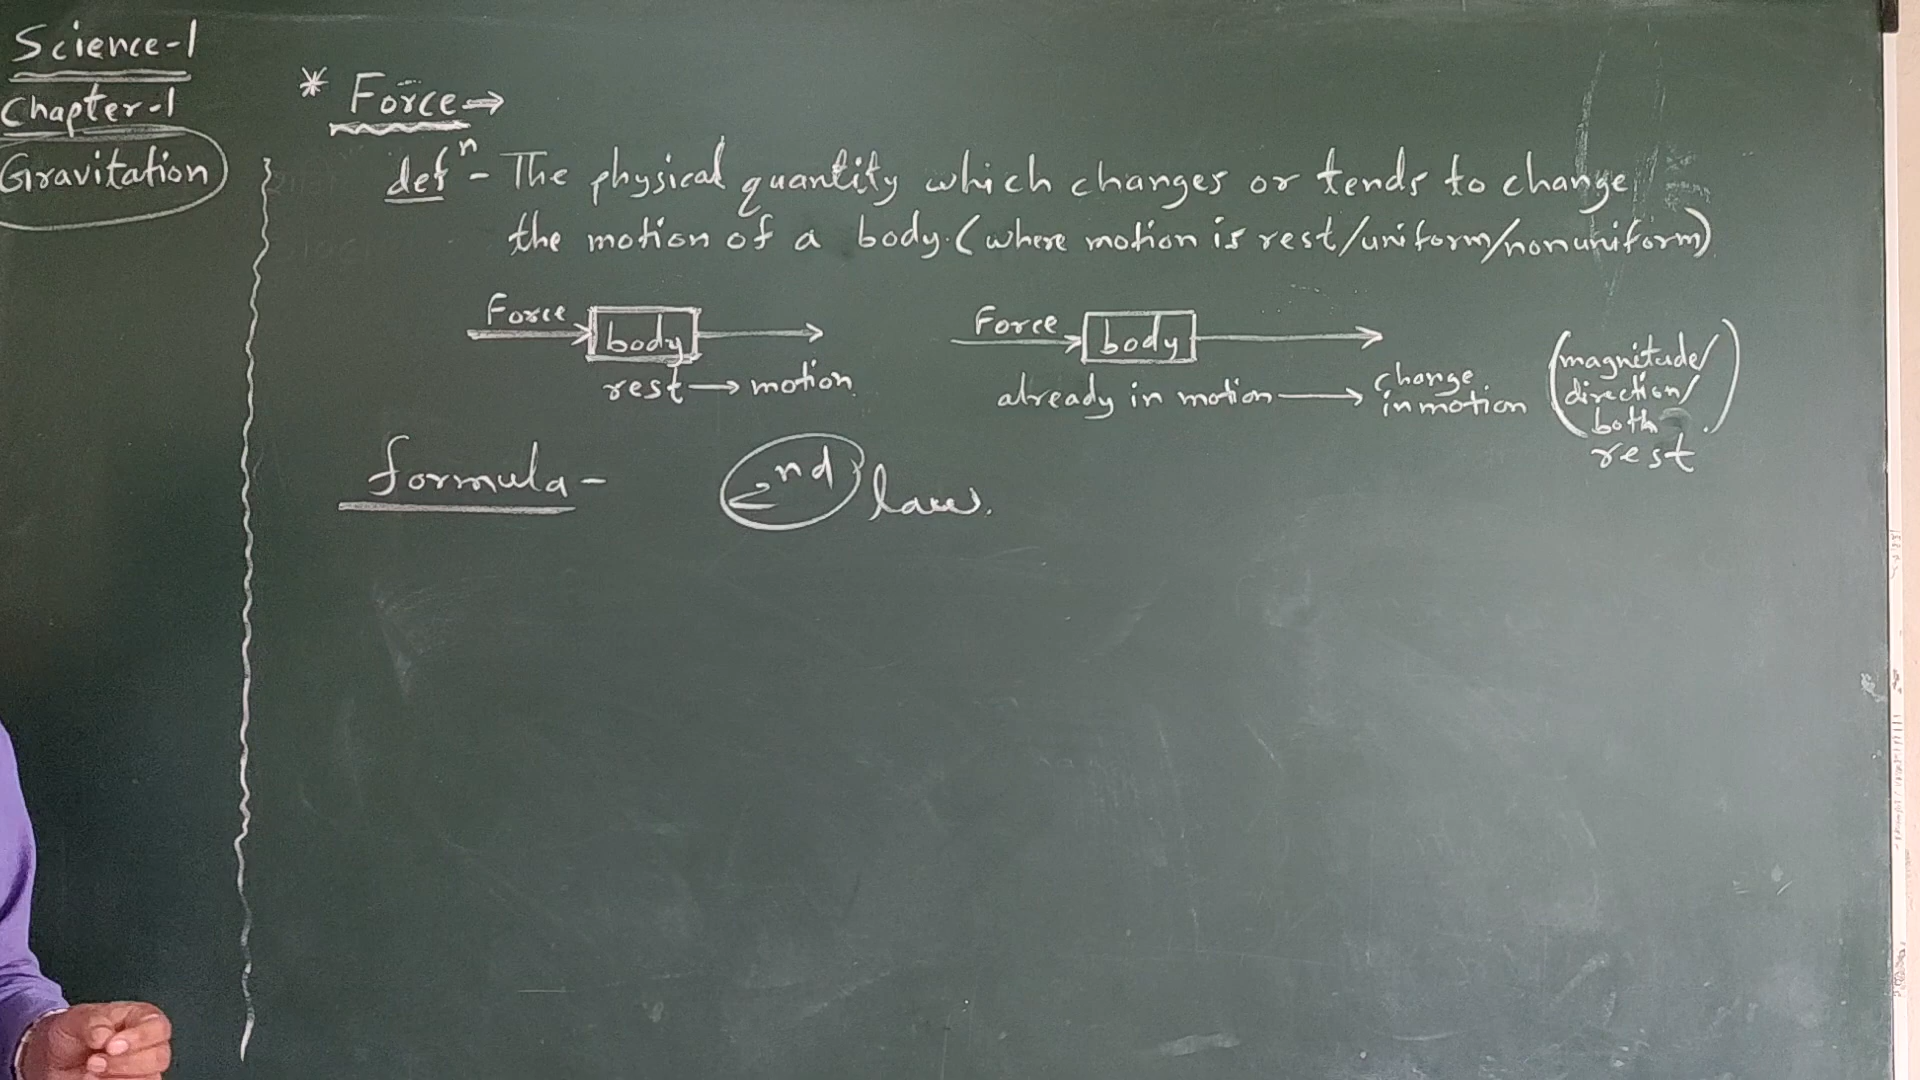 Science-1
Chapter-1
Gravitation
* Force→
defⁿ- The physical quantity which changes or tends to change
the motion of a body. (where motion is rest/uniform/nonuniform)
Force body
rest → motion
Force body
already in motion → change in motion
(magnitude/
direction/
both.)
rest
formula- 2nd law.